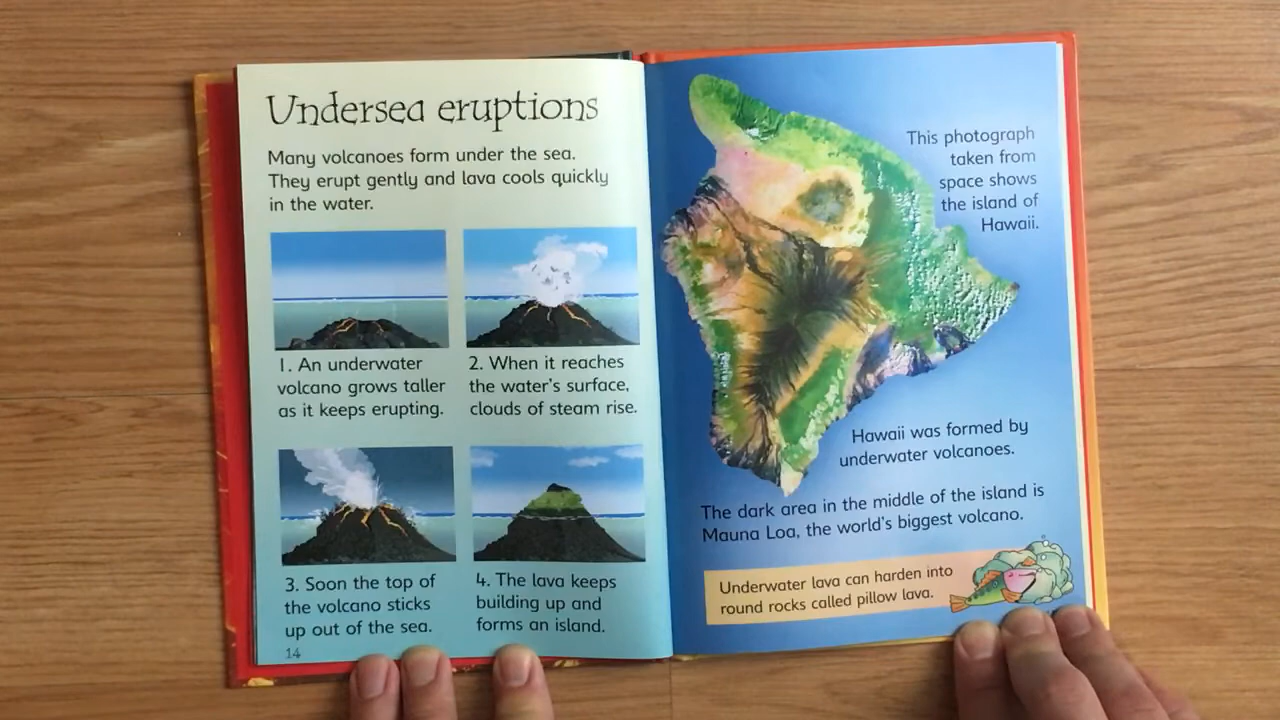 Undersea eruptions
Many volcanoes form under the sea.
They erupt gently and lava cools quickly
in the water.
1. An underwater
volcano grows taller
as it keeps erupting.
2. When it reaches
the water's surface,
clouds of steam rise.
3. Soon the top of
the volcano sticks
up out of the sea.
4. The lava keeps
building up and
forms an island.
14
This photograph
taken from
space shows
the island of
Hawaii.
Hawaii was formed by
underwater volcanoes.
The dark area in the middle of the island is
Mauna Loa, the world's biggest volcano.
Underwater lava can harden into
round rocks called pillow lava.